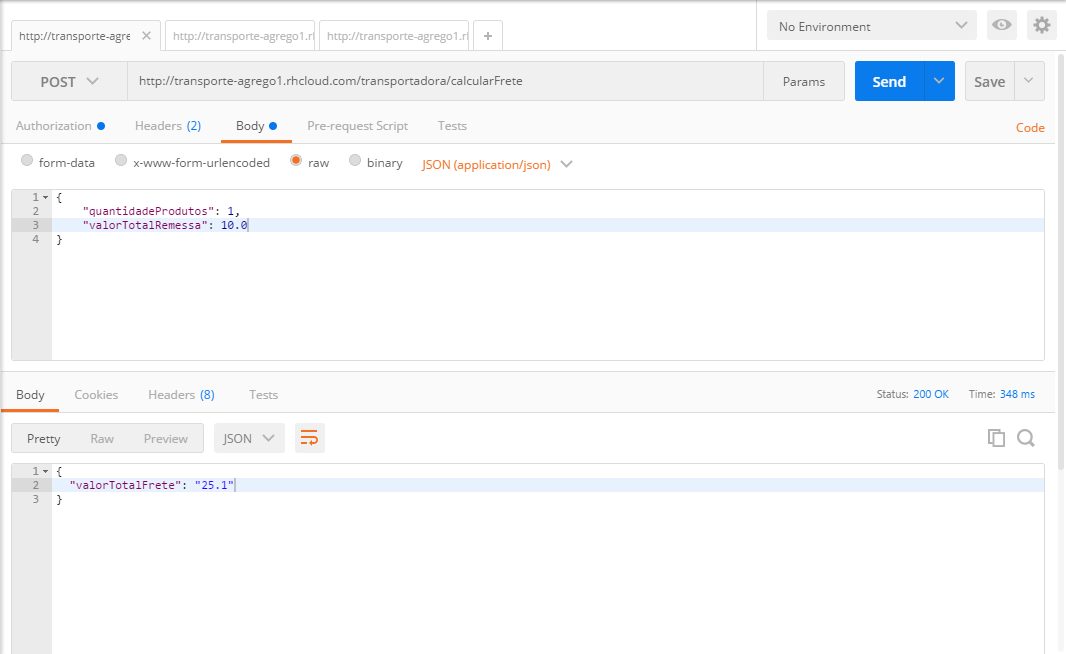 http://transporte-agre
http://transporte-agrego1.rl
http://transporte-agrego1.rl
+
No Environment
POST
http://transporte-agrego1.rhcloud.com/transportadora/calcularFrete
Params
Send
Save
Authorization
Headers (2)
Body
Pre-request Script
Tests
Code
form-data
x-www-form-urlencoded
raw
binary
JSON (application/json)
1 {
2 "quantidadeProdutos": 1,
3 "valorTotalRemessa": 10.0
4 }
Body
Cookies
Headers (8)
Tests
Status: 200 OK
Time: 348 ms
Pretty
Raw
Preview
JSON
1 {
2 "valorTotalFrete": "25.1"
3 }